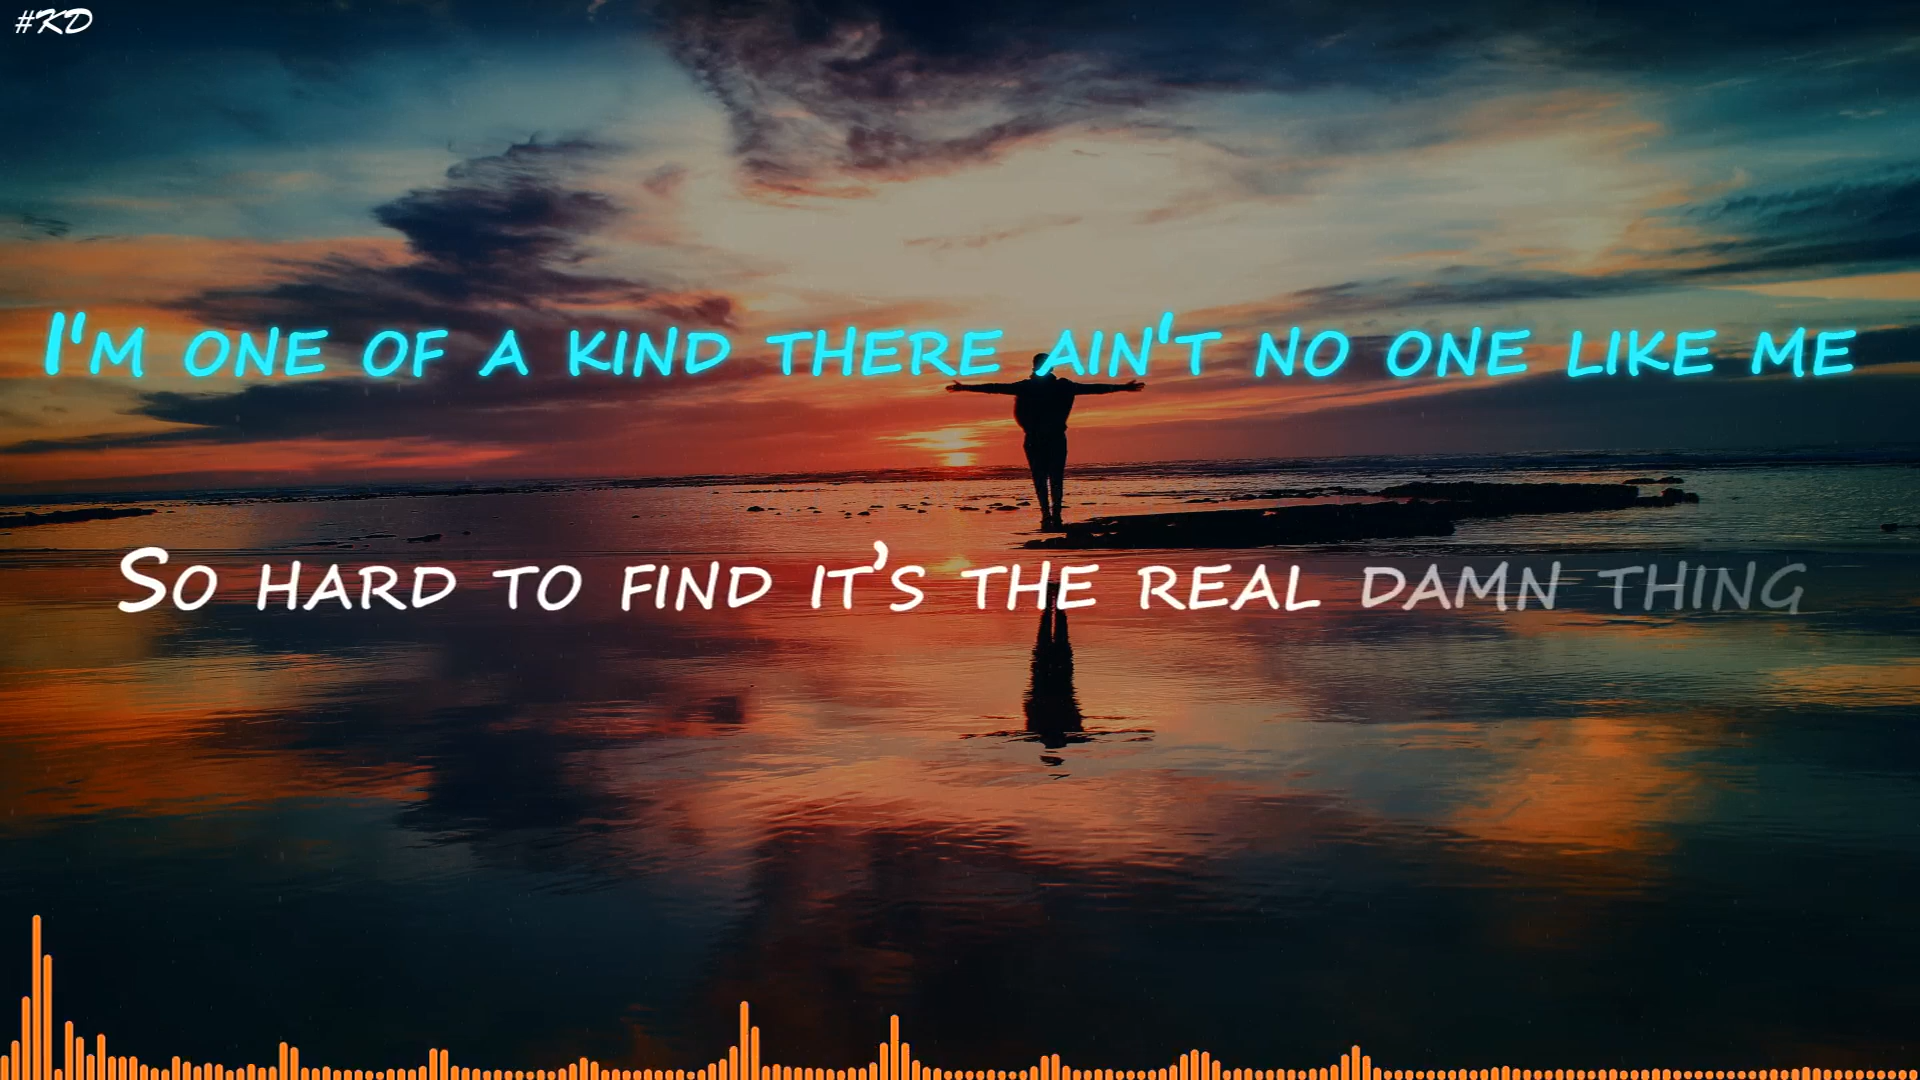 #KD
I'm one of a kind there ain't no one like me
So hard to find it's the real damn thing